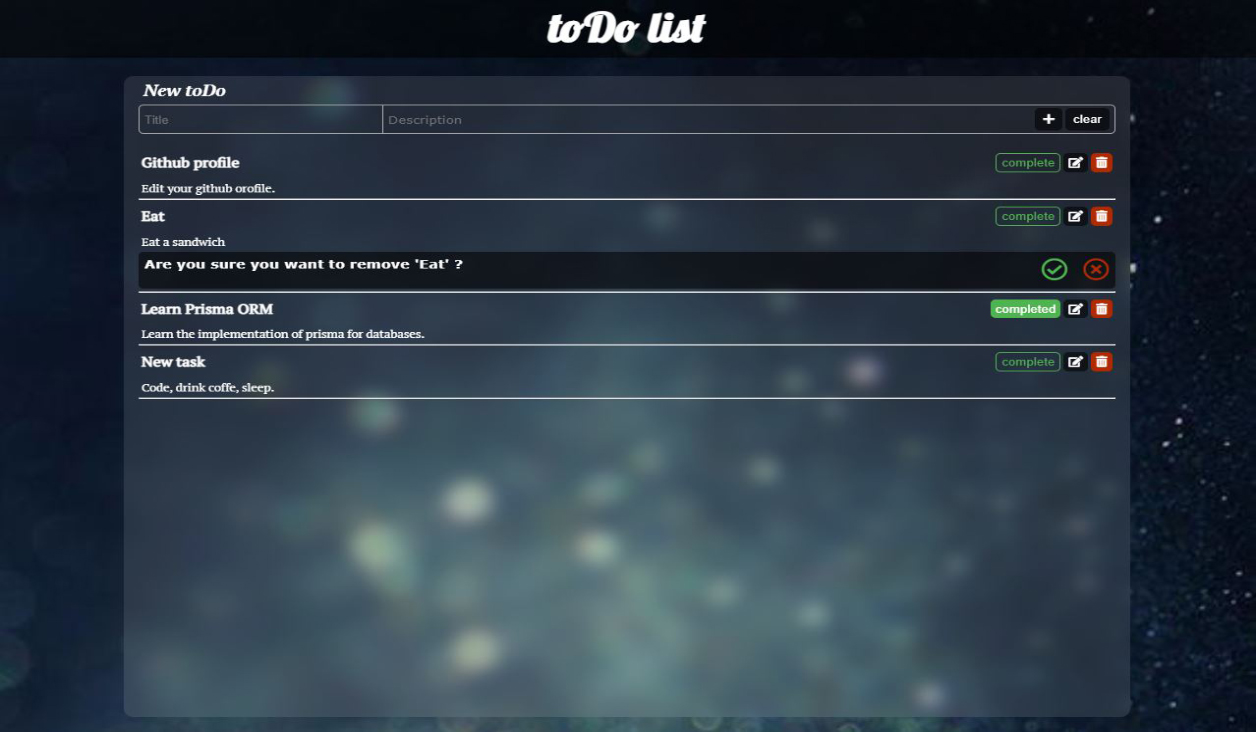 toDo list
New toDo
Title Description + clear
Github profile complete
Edit your github orofile.
Eat complete
Eat a sandwich
Are you sure you want to remove 'Eat' ?
Learn Prisma ORM completed
Learn the implementation of prisma for databases.
New task complete
Code, drink coffe, sleep.